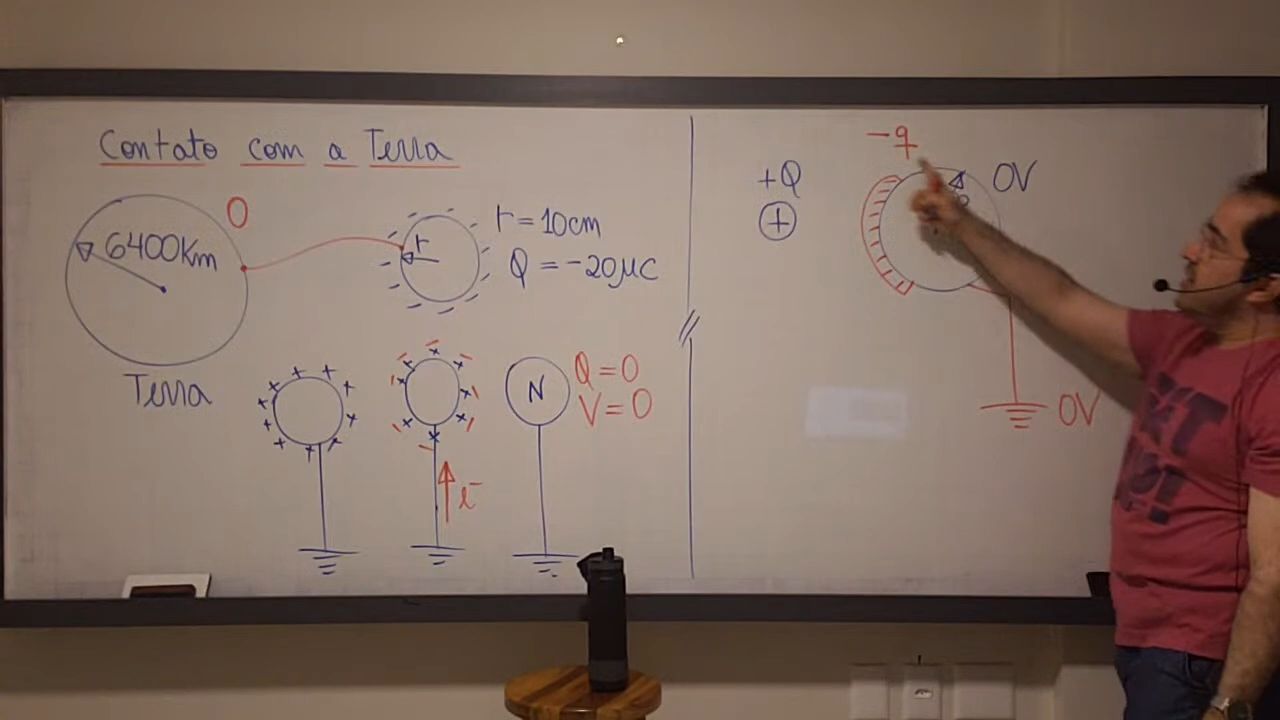 Contato com a Terra
6400Km
0
Terra
r
r = 10cm
Q = -20µC
e⁻
N
Q = 0
V = 0
+Q
+
-q
0V
0V